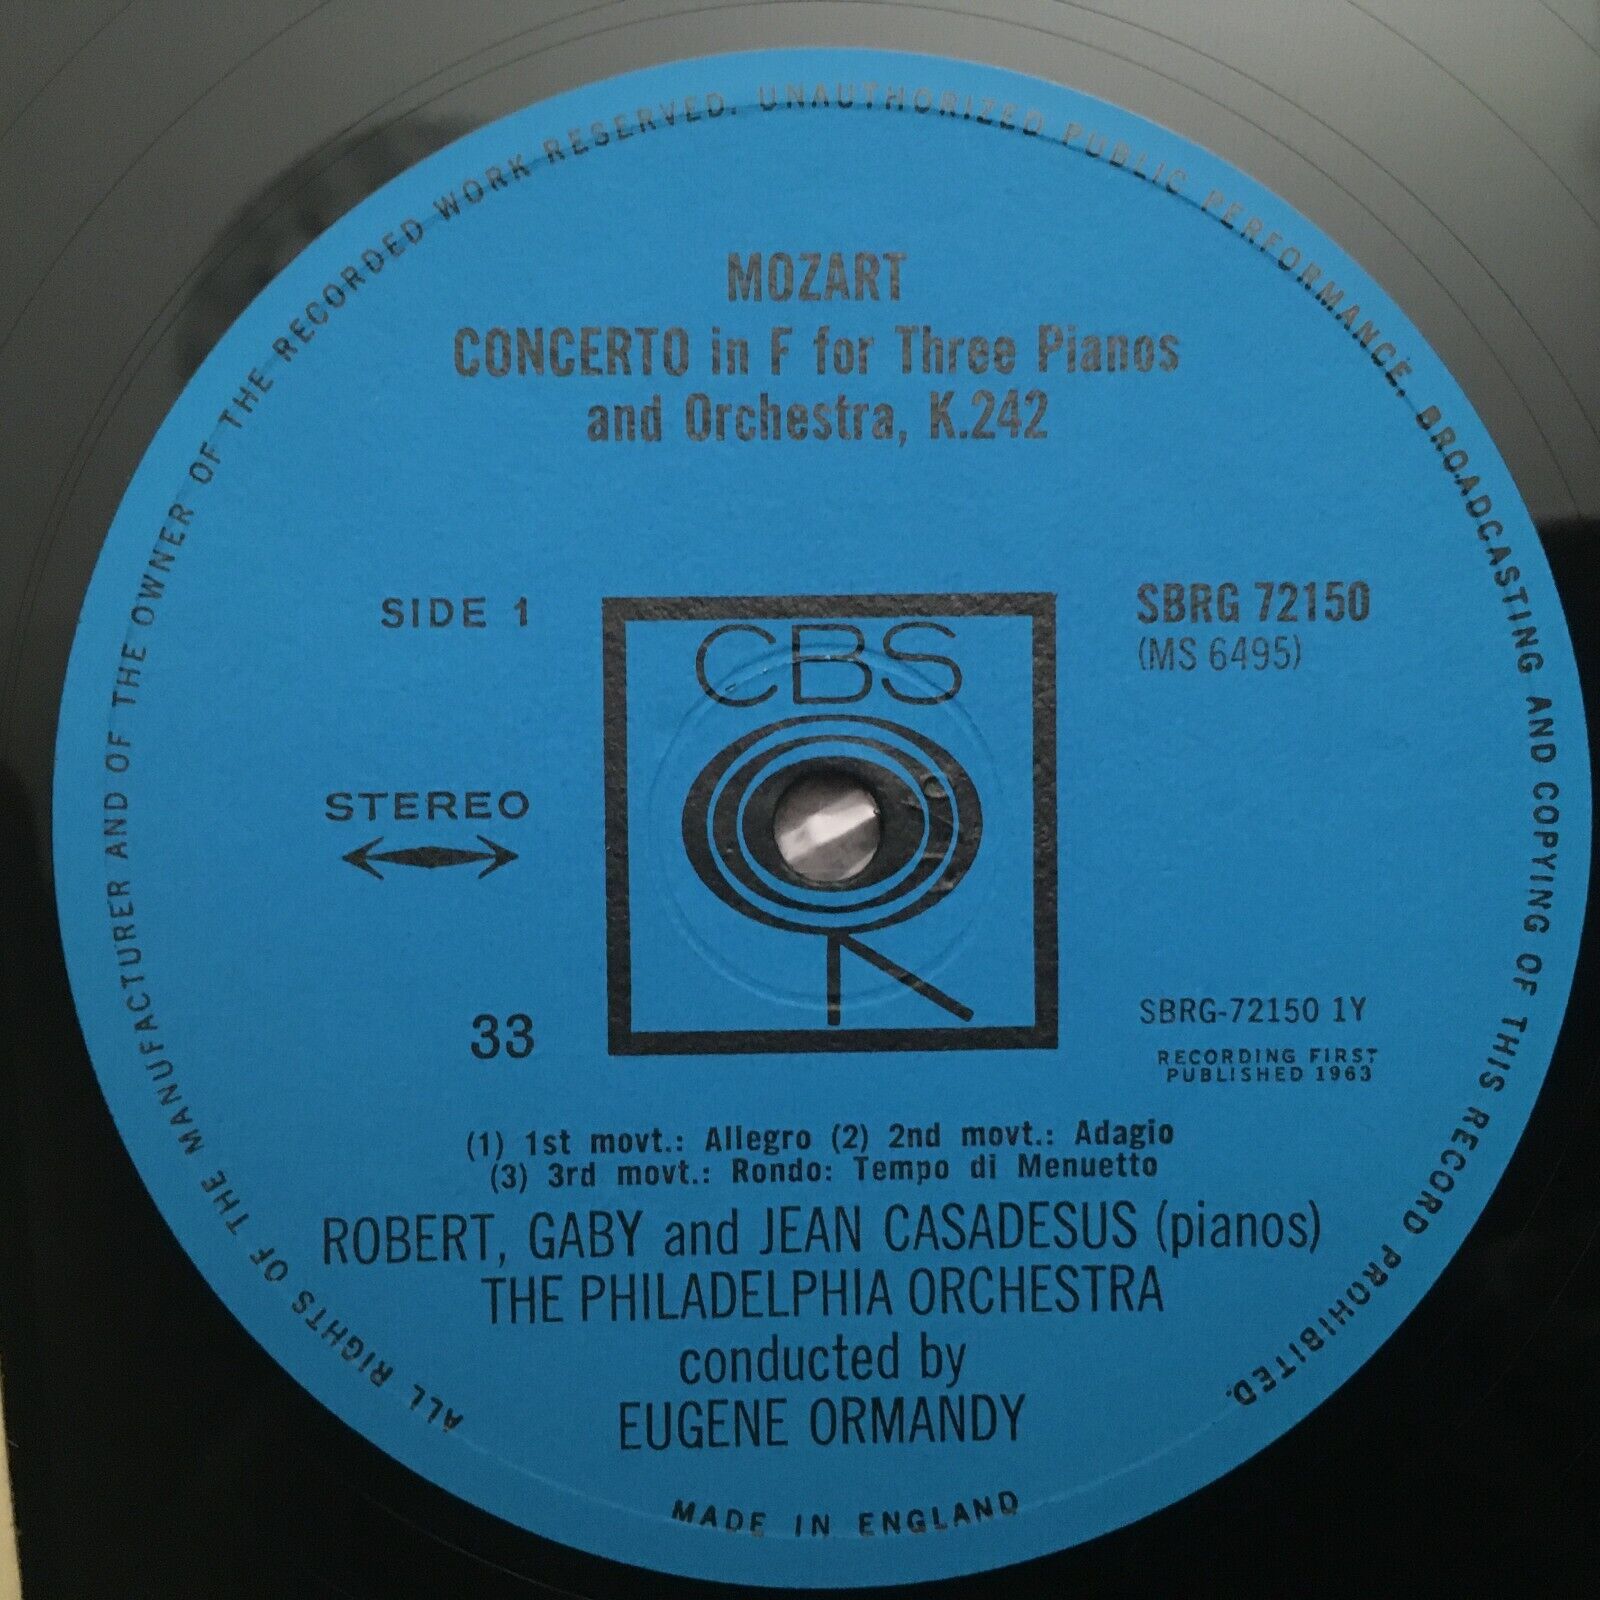 ALL RIGHTS OF THE MANUFACTURER AND OF THE OWNER OF THE RECORDED WORK RESERVED. UNAUTHORIZED PUBLIC PERFORMANCE, BROADCASTING AND COPYING OF THIS RECORD PROHIBITED.
MOZART
CONCERTO in F for Three Pianos
and Orchestra, K.242
SIDE 1
CBS
SBRG 72150
(MS 6495)
STEREO
33
SBRG-72150 1Y
RECORDING FIRST
PUBLISHED 1963
(1) 1st movt.: Allegro (2) 2nd movt.: Adagio
(3) 3rd movt.: Rondo: Tempo di Menuetto
ROBERT, GABY and JEAN CASADESUS (pianos)
THE PHILADELPHIA ORCHESTRA
conducted by
EUGENE ORMANDY
MADE IN ENGLAND